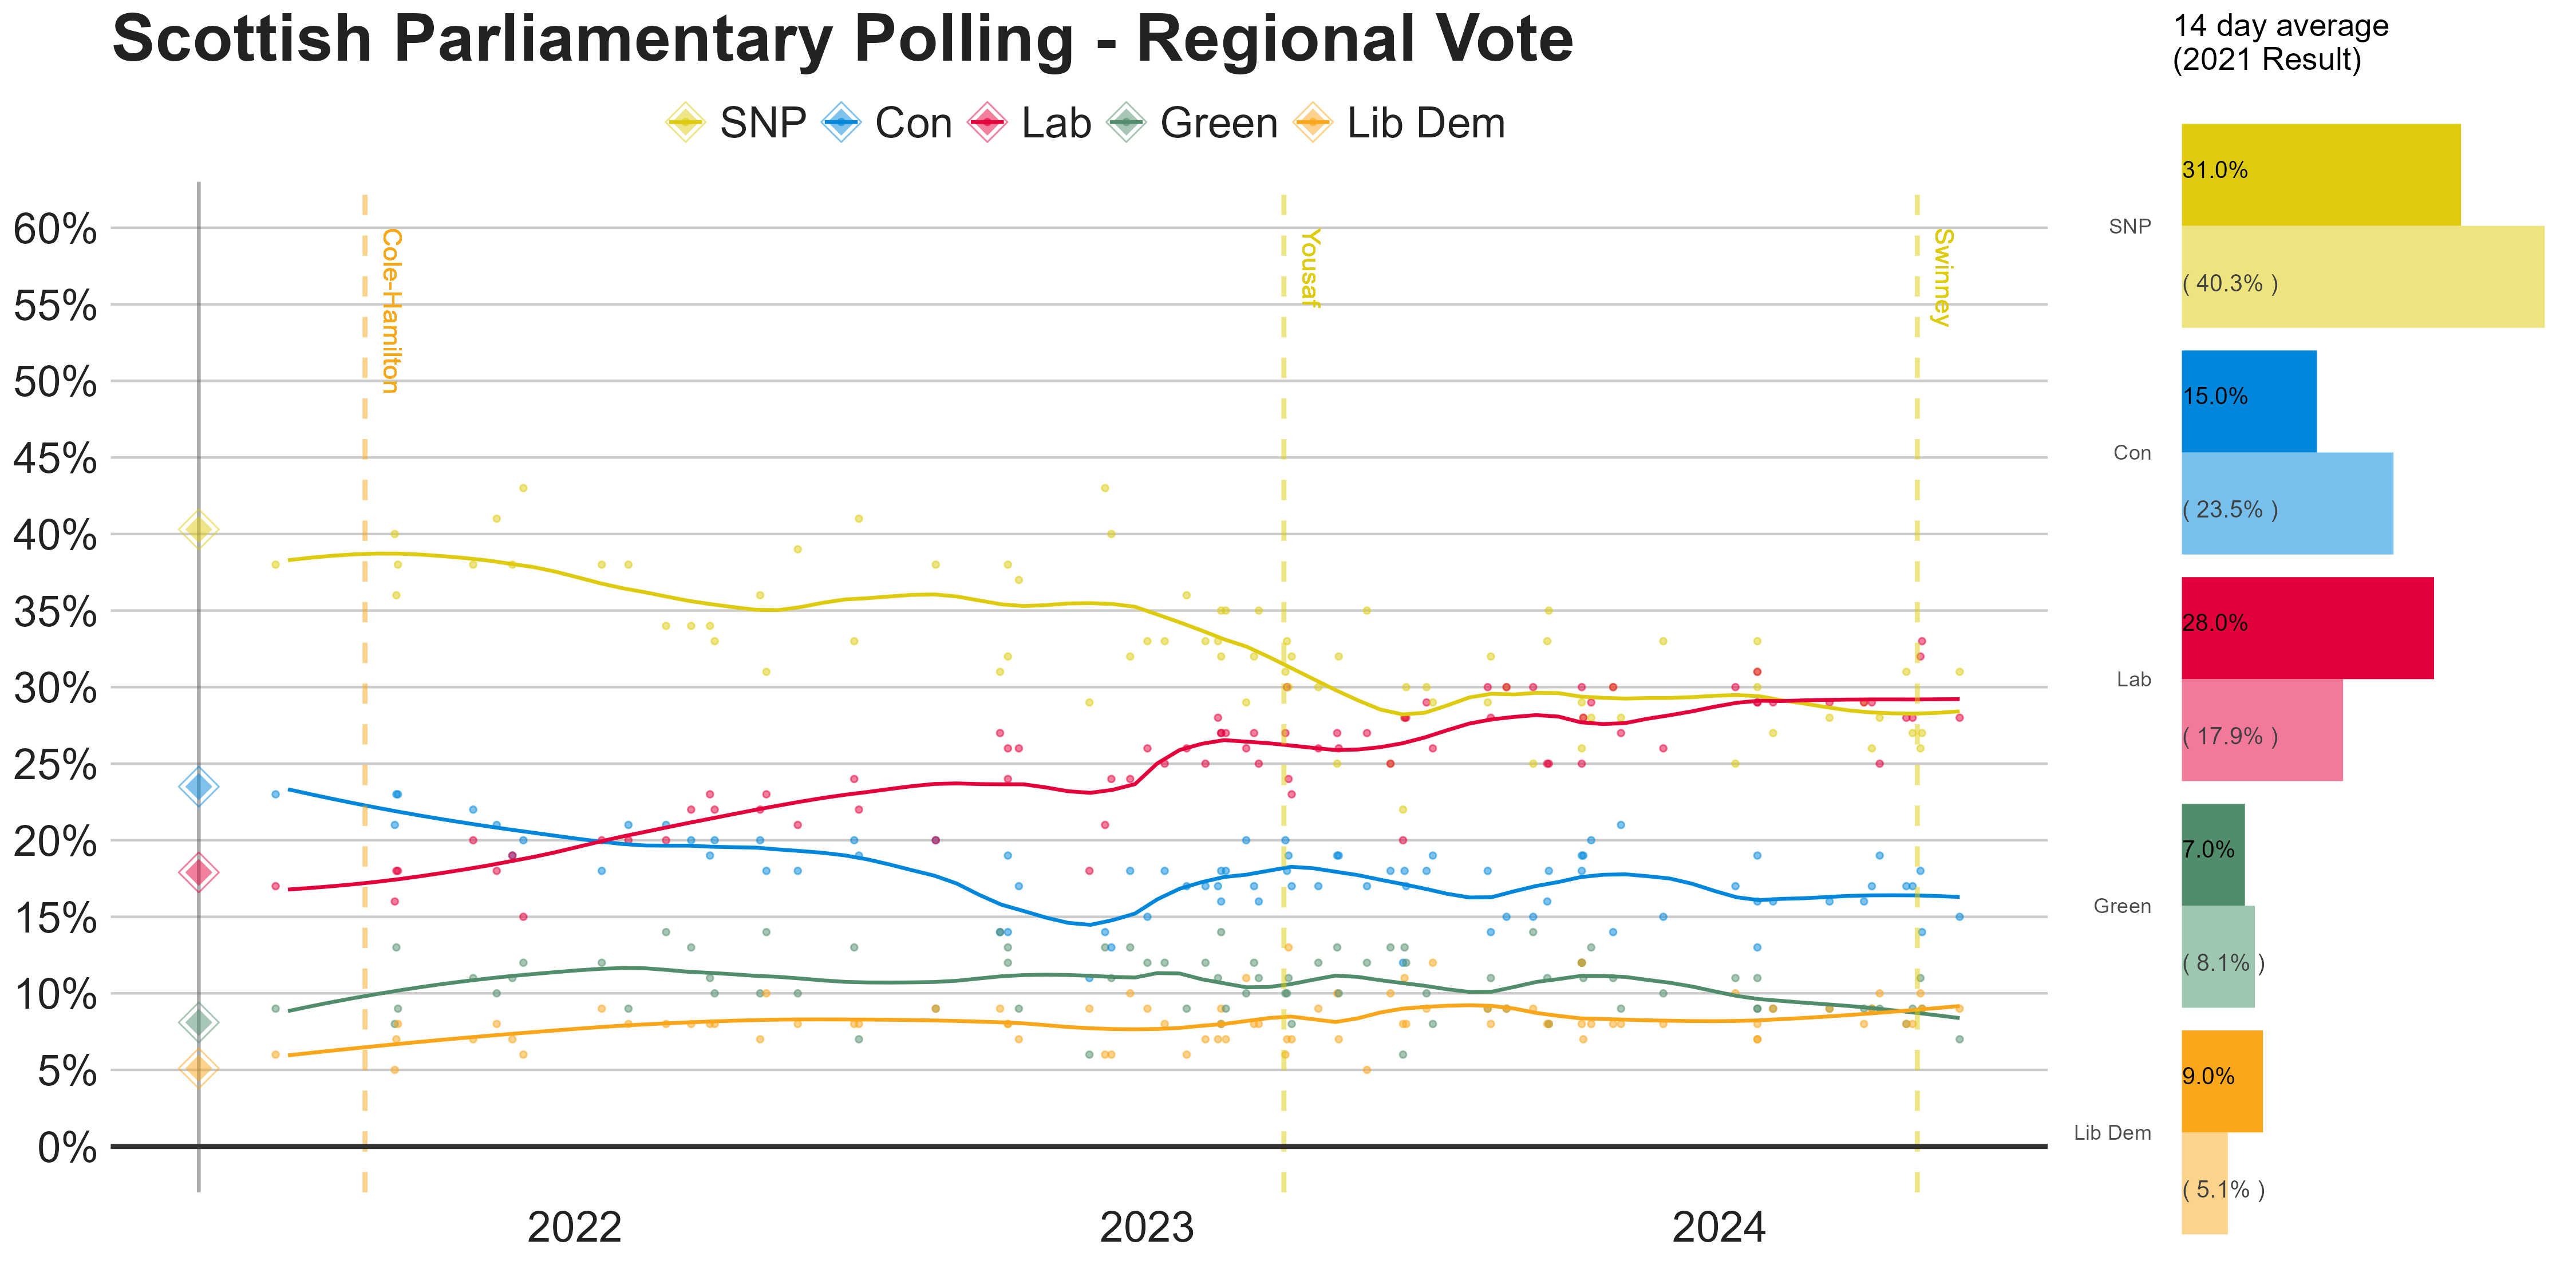 Scottish Parliamentary Polling - Regional Vote
SNP Con Lab Green Lib Dem
60%
55%
50%
45%
40%
35%
30%
25%
20%
15%
10%
5%
0%
Cole-Hamilton
Yousaf
Swinney
2022 2023 2024
14 day average
(2021 Result)
SNP
31.0%
( 40.3% )
Con
15.0%
( 23.5% )
Lab
28.0%
( 17.9% )
Green
7.0%
( 8.1% )
Lib Dem
9.0%
( 5.1% )